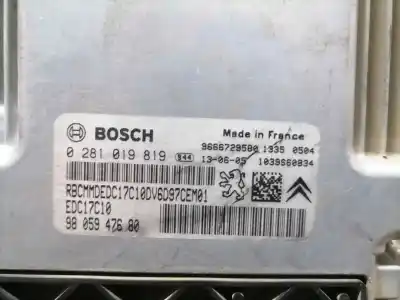 BOSCH
Made in France
9666729580 1335 0504
0 281 019 819 S44 13-06-05 1039S60834
RBCMMDEDC17C10DV6D97CEM01
EDC17C10
98 059 476 80